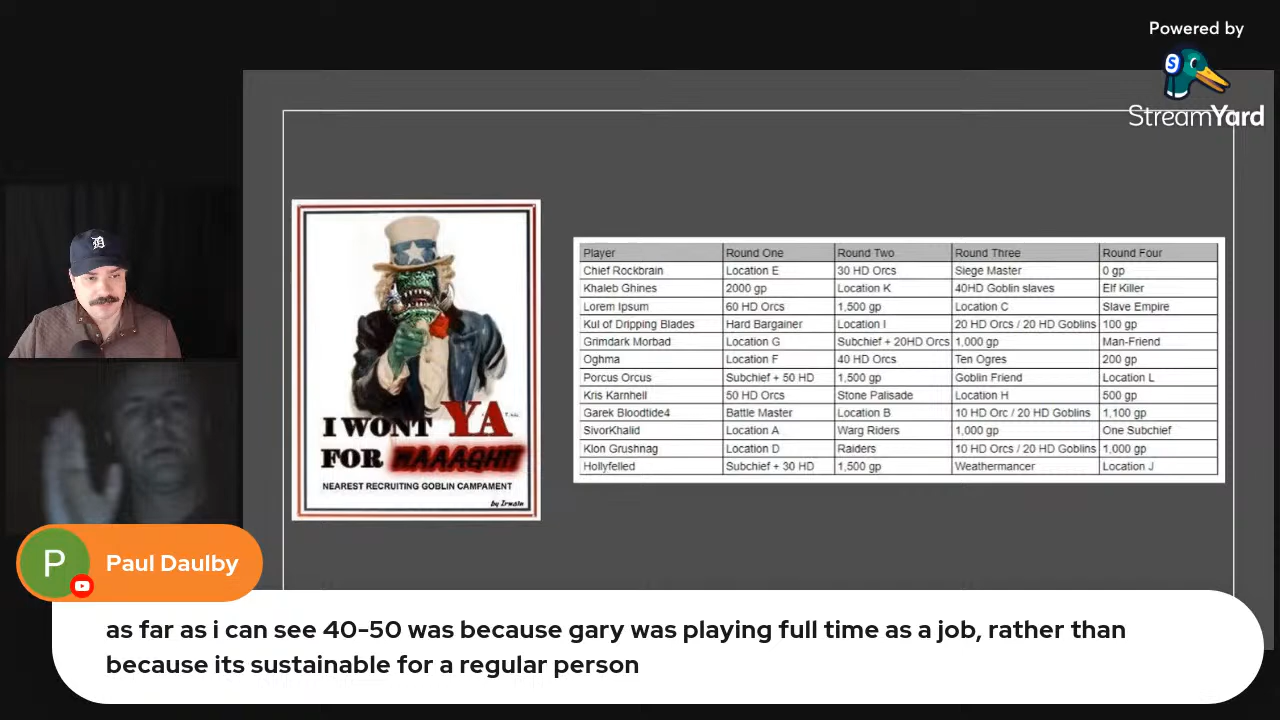 Powered by
StreamYard
I WONT YA
FOR WAAAGH!!
NEAREST RECRUITING GOBLIN CAMPAMENT
by Irwain
Player Round One Round Two Round Three Round Four
Chief Rockbrain Location E 30 HD Orcs Siege Master 0 gp
Khaleb Ghines 2000 gp Location K 40HD Goblin slaves Elf Killer
Lorem Ipsum 60 HD Orcs 1,500 gp Location C Slave Empire
Kul of Dripping Blades Hard Bargainer Location I 20 HD Orcs / 20 HD Goblins 100 gp
Grimdark Morbad Location G Subchief + 20HD Orcs 1,000 gp Man-Friend
Oghma Location F 40 HD Orcs Ten Ogres 200 gp
Porcus Orcus Subchief + 50 HD 1,500 gp Goblin Friend Location L
Kris Karnhell 50 HD Orcs Stone Palisade Location H 500 gp
Garek Bloodtide4 Battle Master Location B 10 HD Orc / 20 HD Goblins 1,100 gp
SivorKhalid Location A Warg Riders 1,000 gp One Subchief
Klon Grushnag Location D Raiders 10 HD Orcs / 20 HD Goblins 1,000 gp
Hollyfelled Subchief + 30 HD 1,500 gp Weathermancer Location J
P
Paul Daulby
as far as i can see 40-50 was because gary was playing full time as a job, rather than
because its sustainable for a regular person